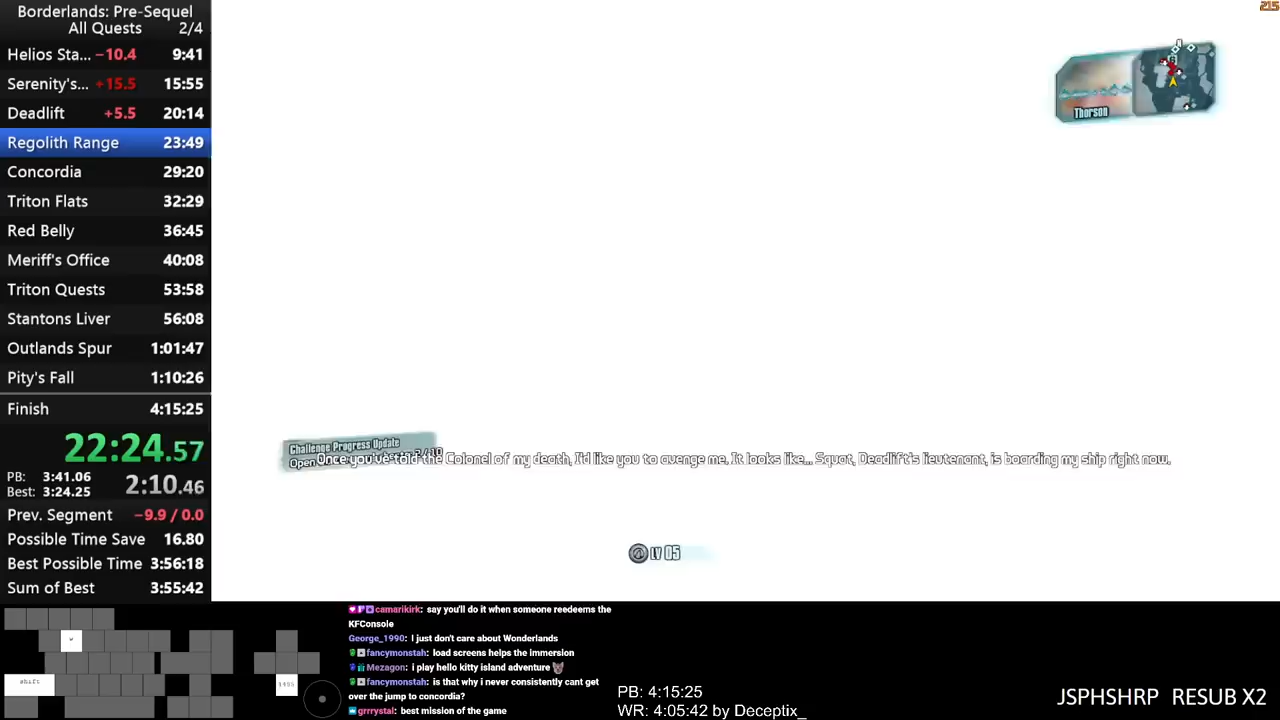 215
Borderlands: Pre-Sequel
All Quests 2/4
Helios Sta... −10.4 9:41
Serenity's... +15.5 15:55
Deadlift +5.5 20:14
Regolith Range 23:49
Concordia 29:20
Triton Flats 32:29
Red Belly 36:45
Meriff's Office 40:08
Triton Quests 53:58
Stantons Liver 56:08
Outlands Spur 1:01:47
Pity's Fall 1:10:26
Finish 4:15:25
22:24.57
PB: 3:41.06
Best: 3:24.25
2:10.46
Prev. Segment −9.9 / 0.0
Possible Time Save 16.80
Best Possible Time 3:56:18
Sum of Best 3:55:42
Thorson
Challenge Progress Update
Open
Once you've told the Colonel of my death, I'd like you to avenge me. It looks like... Squat, Deadlift's lieutenant, is boarding my ship right now.
LV 05
w
shift
camarikirk: say you'll do it when someone reedeems the
KFConsole
George_1990: I just don't care about Wonderlands
fancymonstah: load screens helps the immersion
Mezagon: i play hello kitty island adventure
fancymonstah: is that why i never consistently cant get
over the jump to concordia?
grrrystal: best mission of the game
PB: 4:15:25
WR: 4:05:42 by Deceptix_
JSPHSHRP RESUB X2